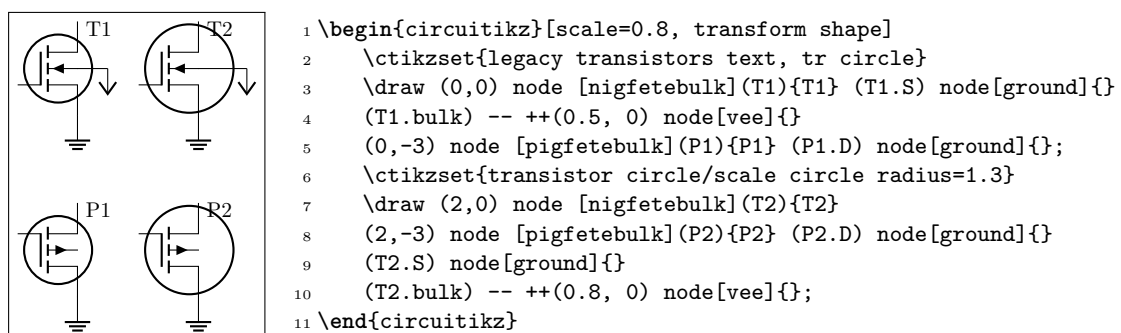 T1 T2
P1 P2
1 \begin{circuitikz}[scale=0.8, transform shape]
2 \ctikzset{legacy transistors text, tr circle}
3 \draw (0,0) node [nigfetebulk](T1){T1} (T1.S) node[ground]{}
4 (T1.bulk) -- ++(0.5, 0) node[vee]{}
5 (0,-3) node [pigfetebulk](P1){P1} (P1.D) node[ground]{};
6 \ctikzset{transistor circle/scale circle radius=1.3}
7 \draw (2,0) node [nigfetebulk](T2){T2}
8 (2,-3) node [pigfetebulk](P2){P2} (P2.D) node[ground]{}
9 (T2.S) node[ground]{}
10 (T2.bulk) -- ++(0.8, 0) node[vee]{};
11 \end{circuitikz}